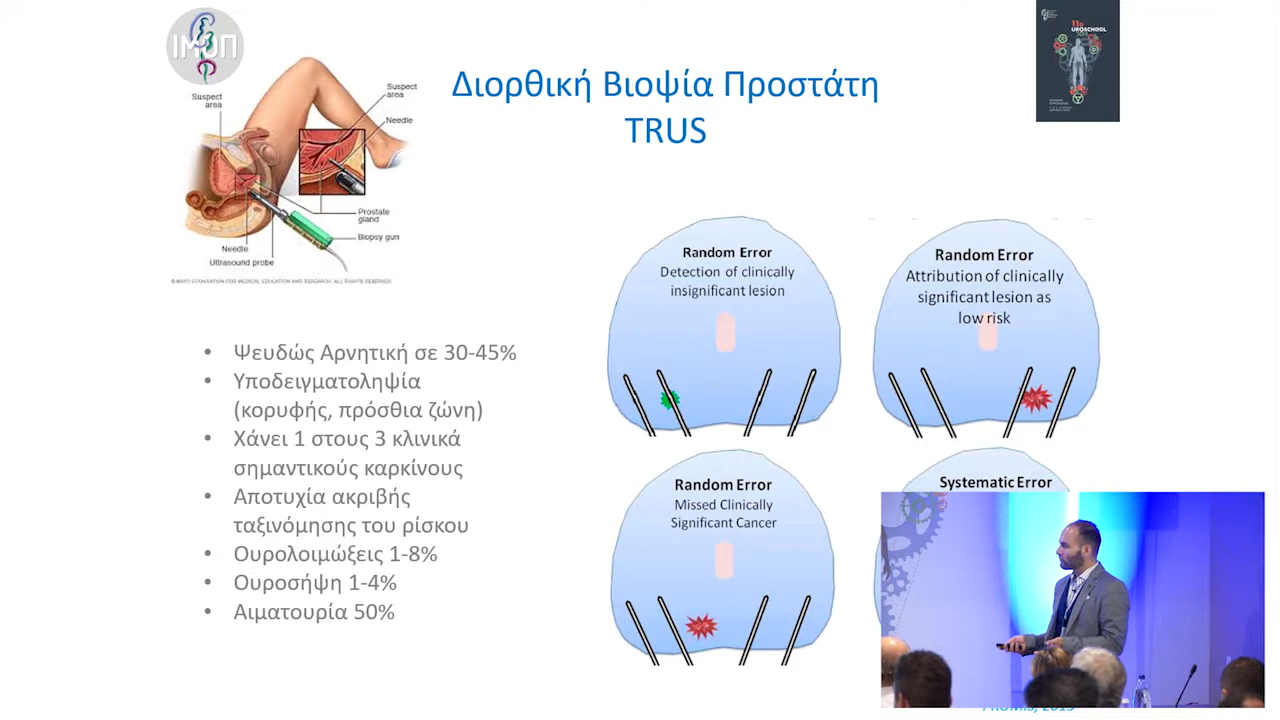 ΙΜΟΠ
11ο
UROSCHOOL
Διορθική Βιοψία Προστάτη
TRUS
Suspect
area
Suspect
area
Needle
Prostate
gland
Biopsy gun
Needle
Ultrasound probe
© MAYO FOUNDATION FOR MEDICAL EDUCATION AND RESEARCH. ALL RIGHTS RESERVED.
• Ψευδώς Αρνητική σε 30-45%
• Υποδειγματοληψία
(κορυφής, πρόσθια ζώνη)
• Χάνει 1 στους 3 κλινικά
σημαντικούς καρκίνους
• Αποτυχία ακριβής
ταξινόμησης του ρίσκου
• Ουρολοιμώξεις 1-8%
• Ουροσήψη 1-4%
• Αιματουρία 50%
Random Error
Detection of clinically
insignificant lesion
Random Error
Attribution of clinically
significant lesion as
low risk
Random Error
Missed Clinically
Significant Cancer
Systematic Error